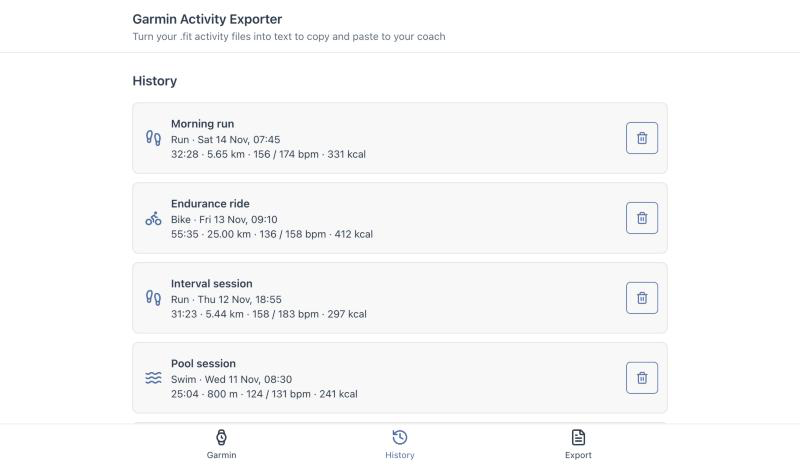 Garmin Activity Exporter
Turn your .fit activity files into text to copy and paste to your coach
History
Morning run
Run · Sat 14 Nov, 07:45
32:28 · 5.65 km · 156 / 174 bpm · 331 kcal
Endurance ride
Bike · Fri 13 Nov, 09:10
55:35 · 25.00 km · 136 / 158 bpm · 412 kcal
Interval session
Run · Thu 12 Nov, 18:55
31:23 · 5.44 km · 158 / 183 bpm · 297 kcal
Pool session
Swim · Wed 11 Nov, 08:30
25:04 · 800 m · 124 / 131 bpm · 241 kcal
Garmin
History
Export